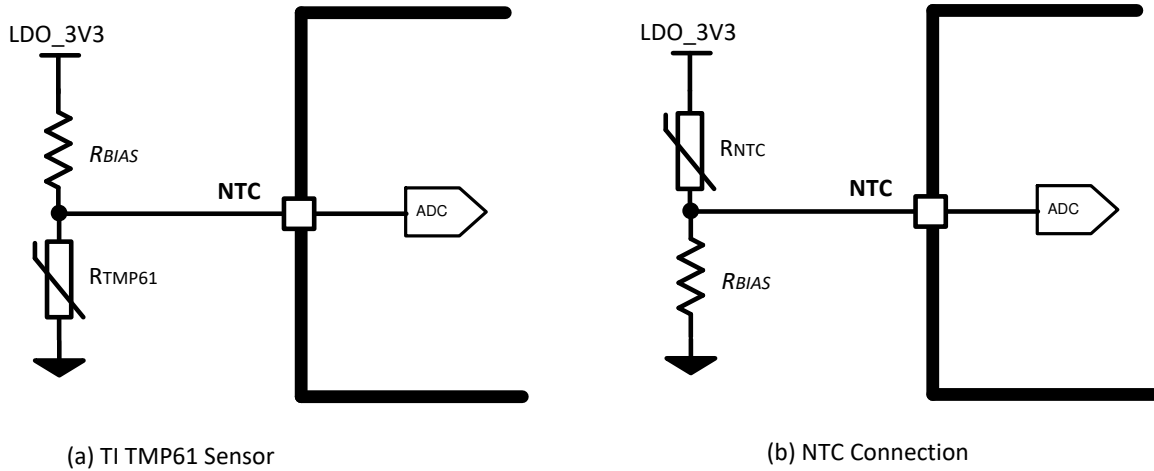 LDO_3V3
RBIAS
NTC
ADC
RTMP61
(a) TI TMP61 Sensor
LDO_3V3
RNTC
NTC
ADC
RBIAS
(b) NTC Connection